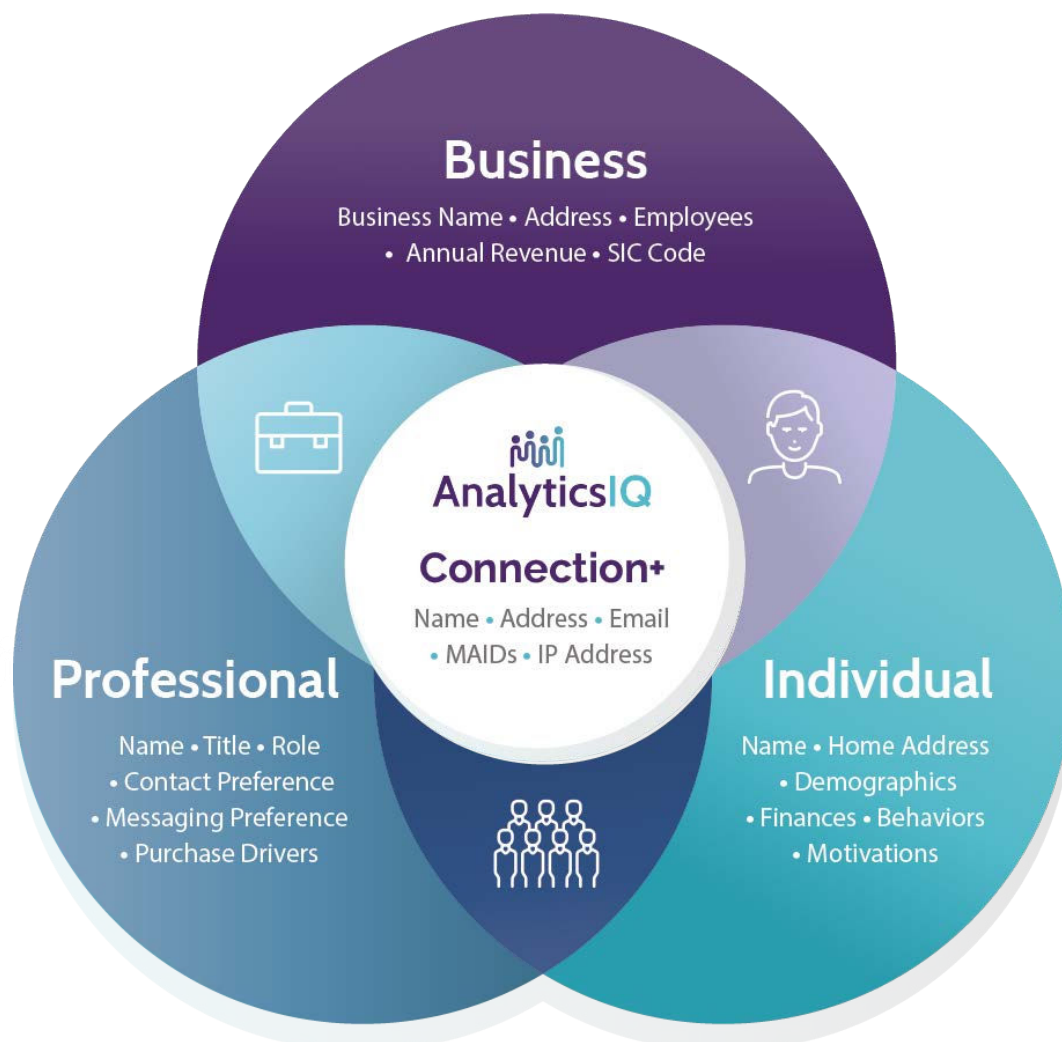 Business
Business Name • Address • Employees
• Annual Revenue • SIC Code
AnalyticsIQ
Connection+
Name • Address • Email
• MAIDs • IP Address
Professional
Name • Title • Role
• Contact Preference
• Messaging Preference
• Purchase Drivers
Individual
Name • Home Address
• Demographics
• Finances • Behaviors
• Motivations